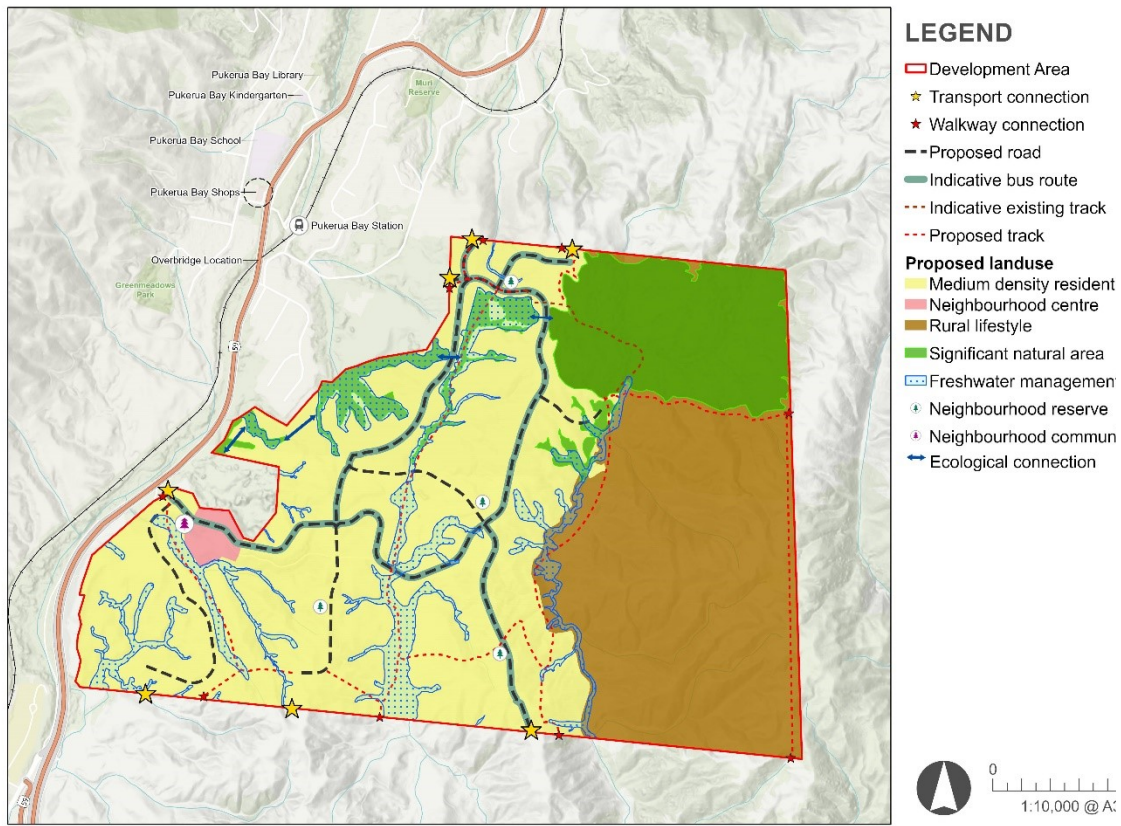 Pukerua Bay Library
Pukerua Bay Kindergarten
Muri
Reserve
Pukerua Bay School
Pukerua Bay Shops
Pukerua Bay Station
Overbridge Location
Greenmeadows
Park
59
59
LEGEND
Development Area
Transport connection
Walkway connection
Proposed road
Indicative bus route
Indicative existing track
Proposed track
Proposed landuse
Medium density resident
Neighbourhood centre
Rural lifestyle
Significant natural area
Freshwater management
Neighbourhood reserve
Neighbourhood commun
Ecological connection
0
1:10,000 @ A3